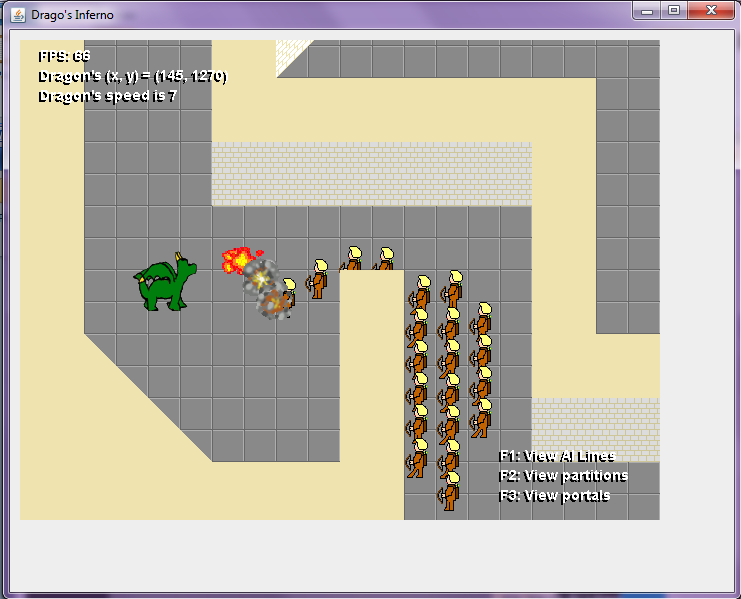 Drago's Inferno
FPS: 66
Dragon's (x, y) = (145, 1270)
Dragon's speed is 7
F1: View AI Lines
F2: View partitions
F3: View portals